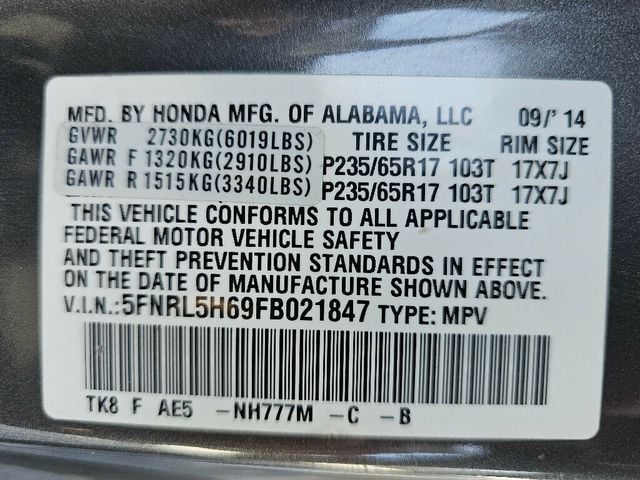 MFD. BY HONDA MFG. OF ALABAMA, LLC 09/'14
GVWR 2730KG(6019LBS) TIRE SIZE RIM SIZE
GAWR F 1320KG(2910LBS) P235/65R17 103T 17X7J
GAWR R 1515KG(3340LBS) P235/65R17 103T 17X7J
THIS VEHICLE CONFORMS TO ALL APPLICABLE
FEDERAL MOTOR VEHICLE SAFETY
AND THEFT PREVENTION STANDARDS IN EFFECT
ON THE DATE OF MANUFACTURE SHOWN ABOVE.
V.I.N.:5FNRL5H69FB021847 TYPE: MPV
TK8 F AE5 -NH777M -C -B